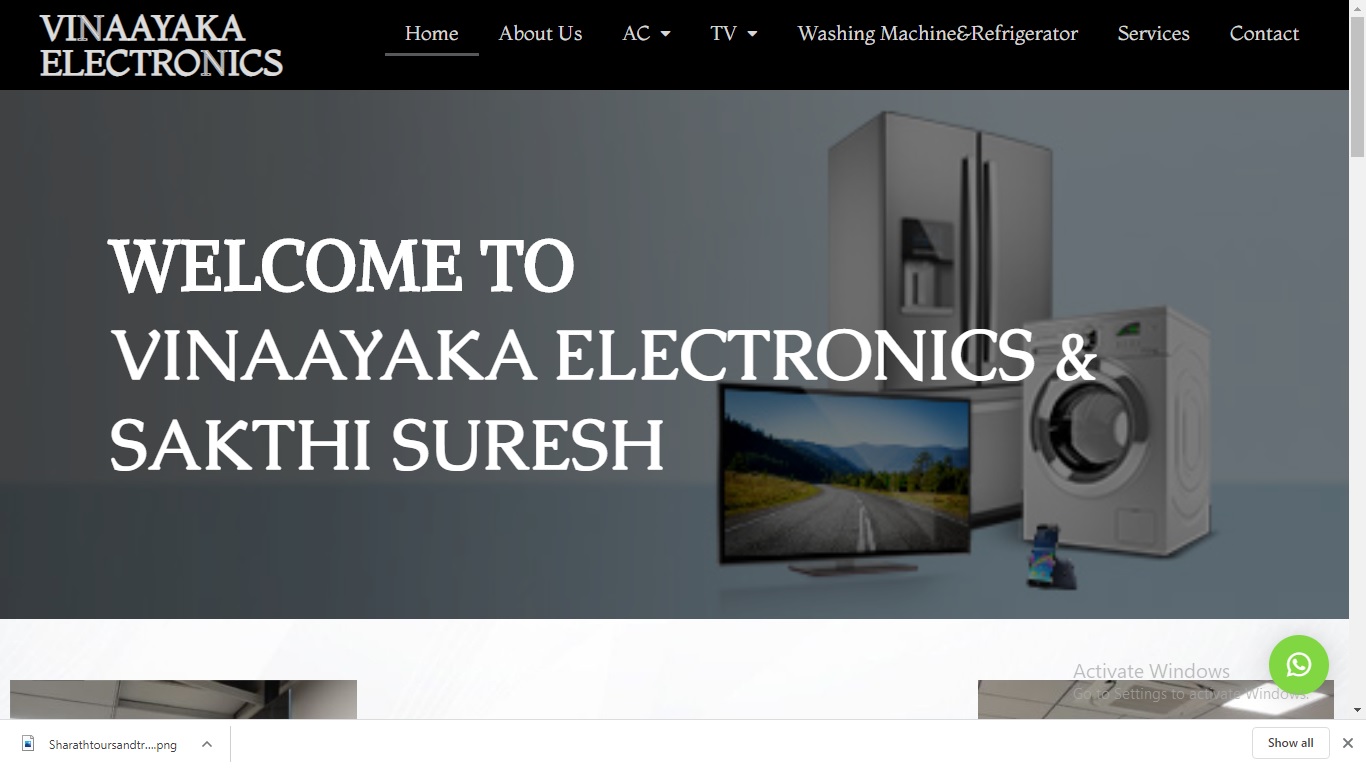 VINAAYAKA
ELECTRONICS
Home
About Us
AC
TV
Washing Machine&Refrigerator
Services
Contact
WELCOME TO
VINAAYAKA ELECTRONICS &
SAKTHI SURESH
Activate Windows
Go to Settings to activate Windows.
Sharathtoursandtr....png
Show all